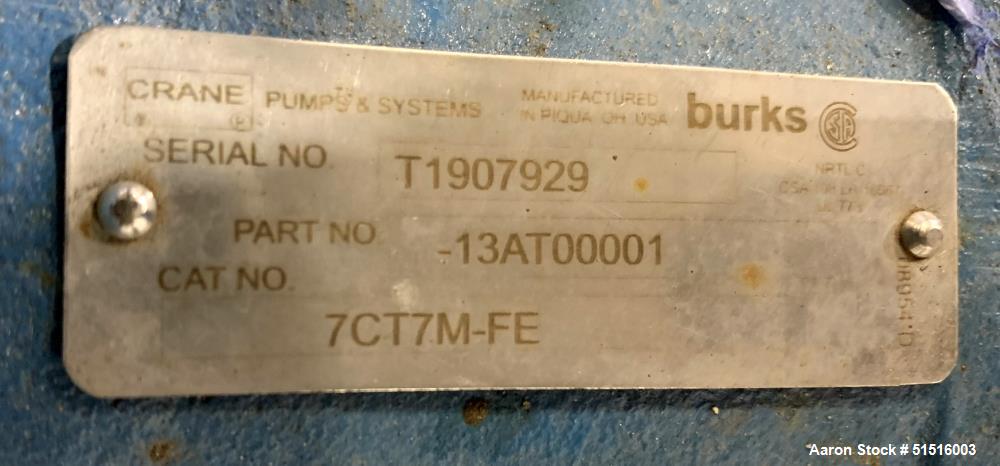 CRANE
PUMPS & SYSTEMS
MANUFACTURED
IN PIQUA OH USA
burks
SERIAL NO. T1907929
NRTL C
PART NO. -13AT00001
CAT NO.
7CT7M-FE
Aaron Stock # 51516003